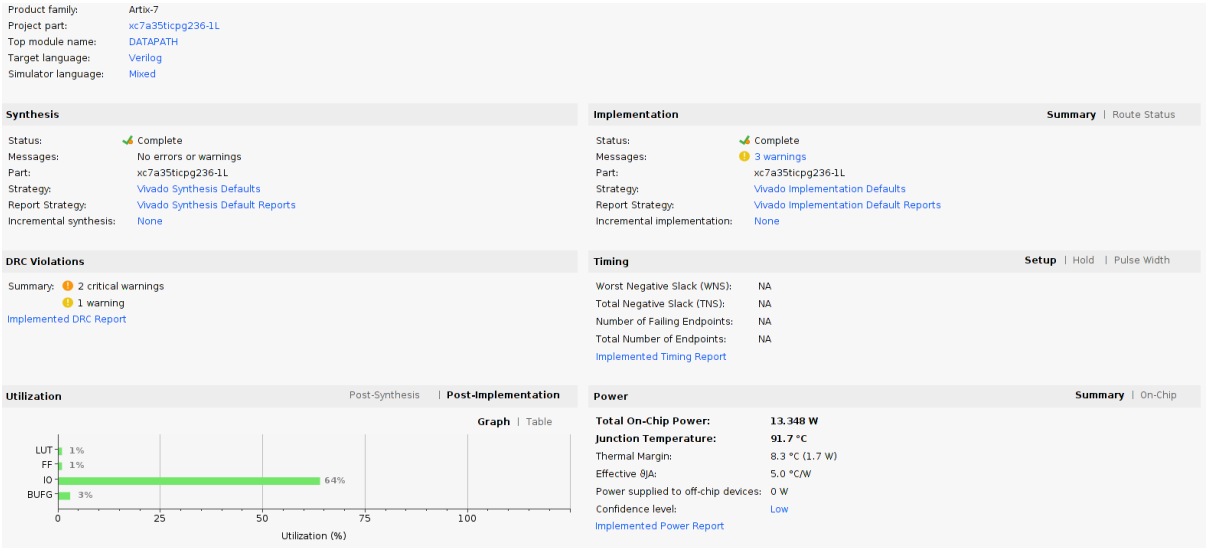 Product family: Artix-7
Project part: xc7a35ticpg236-1L
Top module name: DATAPATH
Target language: Verilog
Simulator language: Mixed
Synthesis
Status: Complete
Messages: No errors or warnings
Part: xc7a35ticpg236-1L
Strategy: Vivado Synthesis Defaults
Report Strategy: Vivado Synthesis Default Reports
Incremental synthesis: None
Implementation Summary | Route Status
Status: Complete
Messages: 3 warnings
Part: xc7a35ticpg236-1L
Strategy: Vivado Implementation Defaults
Report Strategy: Vivado Implementation Default Reports
Incremental implementation: None
DRC Violations
Summary: 2 critical warnings
1 warning
Implemented DRC Report
Timing Setup | Hold | Pulse Width
Worst Negative Slack (WNS): NA
Total Negative Slack (TNS): NA
Number of Failing Endpoints: NA
Total Number of Endpoints: NA
Implemented Timing Report
Utilization Post-Synthesis | Post-Implementation
Graph | Table
LUT 1%
FF 1%
IO 64%
BUFG 3%
0 25 50 75 100
Utilization (%)
Power Summary | On-Chip
Total On-Chip Power: 13.348 W
Junction Temperature: 91.7 °C
Thermal Margin: 8.3 °C (1.7 W)
Effective ϑJA: 5.0 °C/W
Power supplied to off-chip devices: 0 W
Confidence level: Low
Implemented Power Report